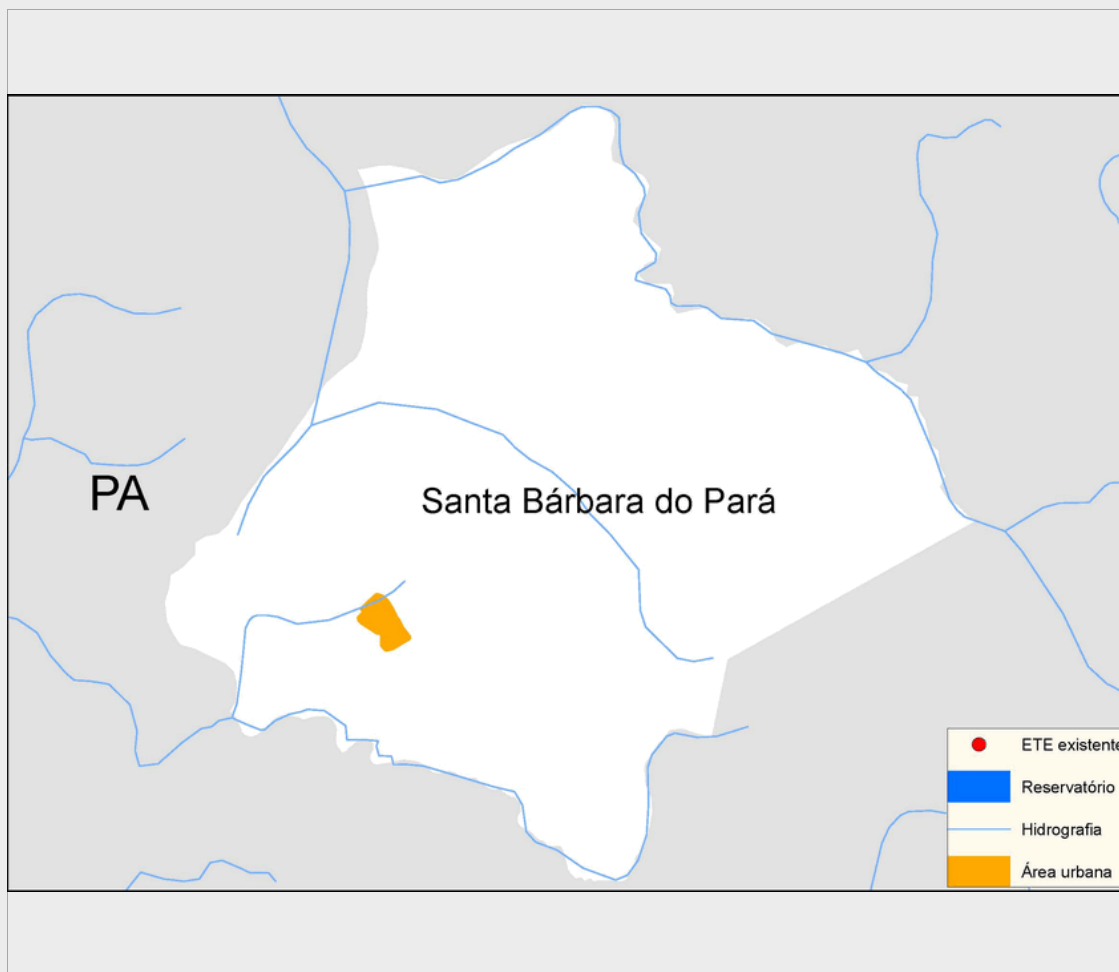 PA
Santa Bárbara do Pará
ETE existente
Reservatório
Hidrografia
Área urbana